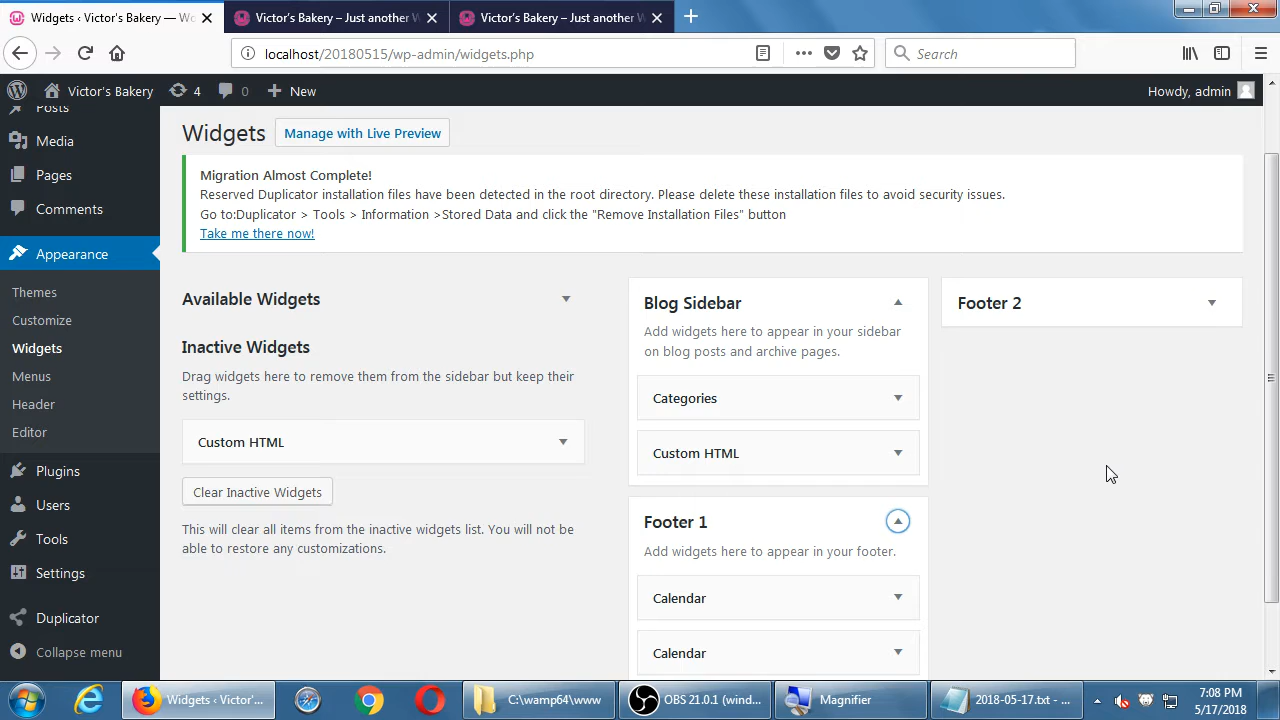 Widgets ‹ Victor's Bakery — Wo
Victor's Bakery – Just another W
Victor's Bakery – Just another W
localhost/20180515/wp-admin/widgets.php
Search
Victor's Bakery
4
0
New
Howdy, admin
Posts
Media
Pages
Comments
Appearance
Themes
Customize
Widgets
Menus
Header
Editor
Plugins
Users
Tools
Settings
Duplicator
Collapse menu
Widgets
Manage with Live Preview
Migration Almost Complete!
Reserved Duplicator installation files have been detected in the root directory. Please delete these installation files to avoid security issues.
Go to:Duplicator > Tools > Information >Stored Data and click the "Remove Installation Files" button
Take me there now!
Available Widgets
Inactive Widgets
Drag widgets here to remove them from the sidebar but keep their
settings.
Custom HTML
Clear Inactive Widgets
This will clear all items from the inactive widgets list. You will not be
able to restore any customizations.
Blog Sidebar
Add widgets here to appear in your sidebar
on blog posts and archive pages.
Categories
Custom HTML
Footer 1
Add widgets here to appear in your footer.
Calendar
Calendar
Footer 2
Widgets ‹ Victor'...
C:\wamp64\www
OBS 21.0.1 (wind...
Magnifier
2018-05-17.txt - ...
7:08 PM
5/17/2018